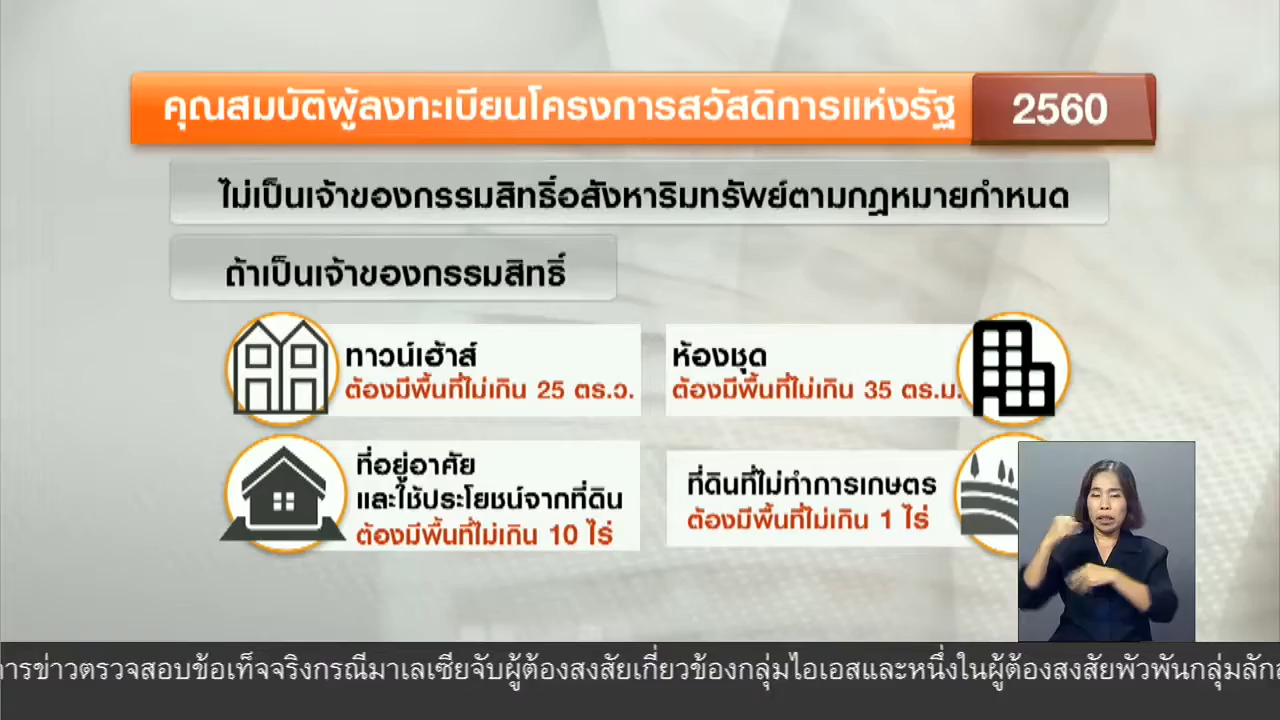 คุณสมบัติผู้ลงทะเบียนโครงการสวัสดิการแห่งรัฐ 2560
ไม่เป็นเจ้าของกรรมสิทธิ์อสังหาริมทรัพย์ตามกฎหมายกำหนด
ถ้าเป็นเจ้าของกรรมสิทธิ์
ทาวน์เฮ้าส์
ต้องมีพื้นที่ไม่เกิน 25 ตร.ว.
ห้องชุด
ต้องมีพื้นที่ไม่เกิน 35 ตร.ม.
ที่อยู่อาศัย
และใช้ประโยชน์จากที่ดิน
ต้องมีพื้นที่ไม่เกิน 10 ไร่
ที่ดินที่ไม่ทำการเกษตร
ต้องมีพื้นที่ไม่เกิน 1 ไร่
การข่าวตรวจสอบข้อเท็จจริงกรณีมาเลเซียจับผู้ต้องสงสัยเกี่ยวข้องกลุ่มไอเอสและหนึ่งในผู้ต้องสงสัยพัวพันกลุ่ม